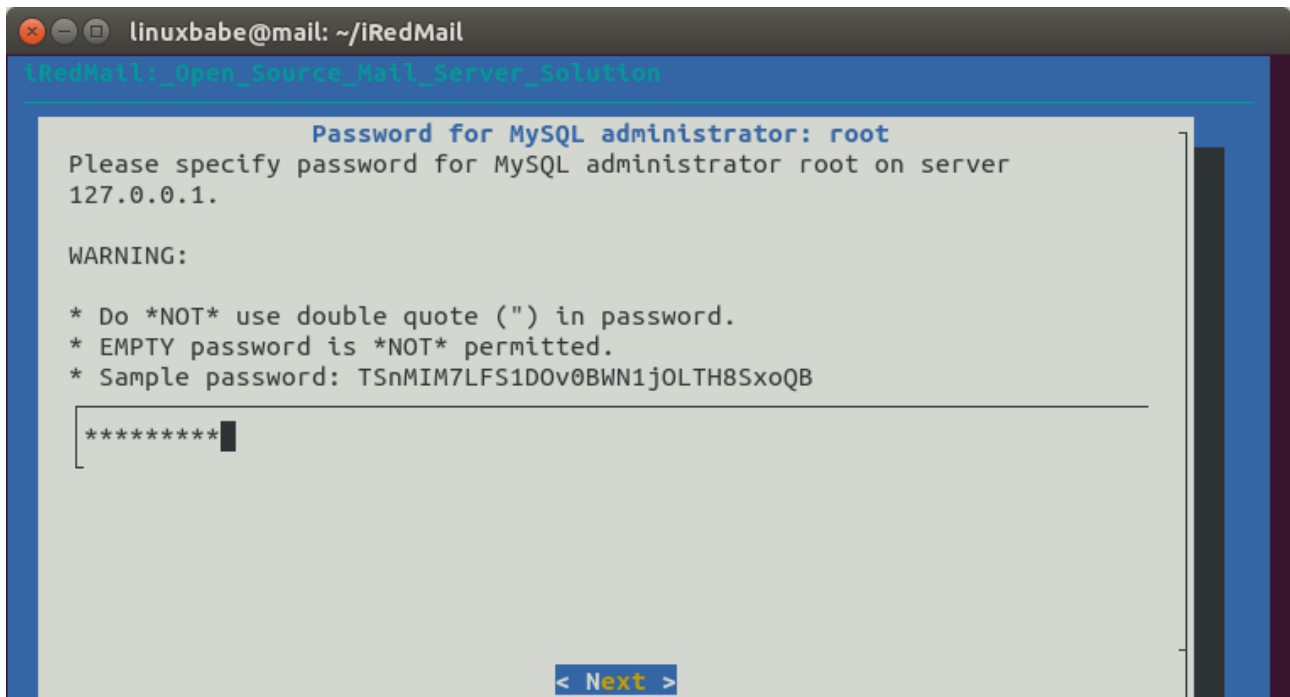 linuxbabe@mail: ~/iRedMail
iRedMail:_Open_Source_Mail_Server_Solution
Password for MySQL administrator: root
Please specify password for MySQL administrator root on server
127.0.0.1.
WARNING:
* Do *NOT* use double quote (") in password.
* EMPTY password is *NOT* permitted.
* Sample password: TSnMIM7LFS1DOv0BWN1jOLTH8SxoQB
*********
< Next >